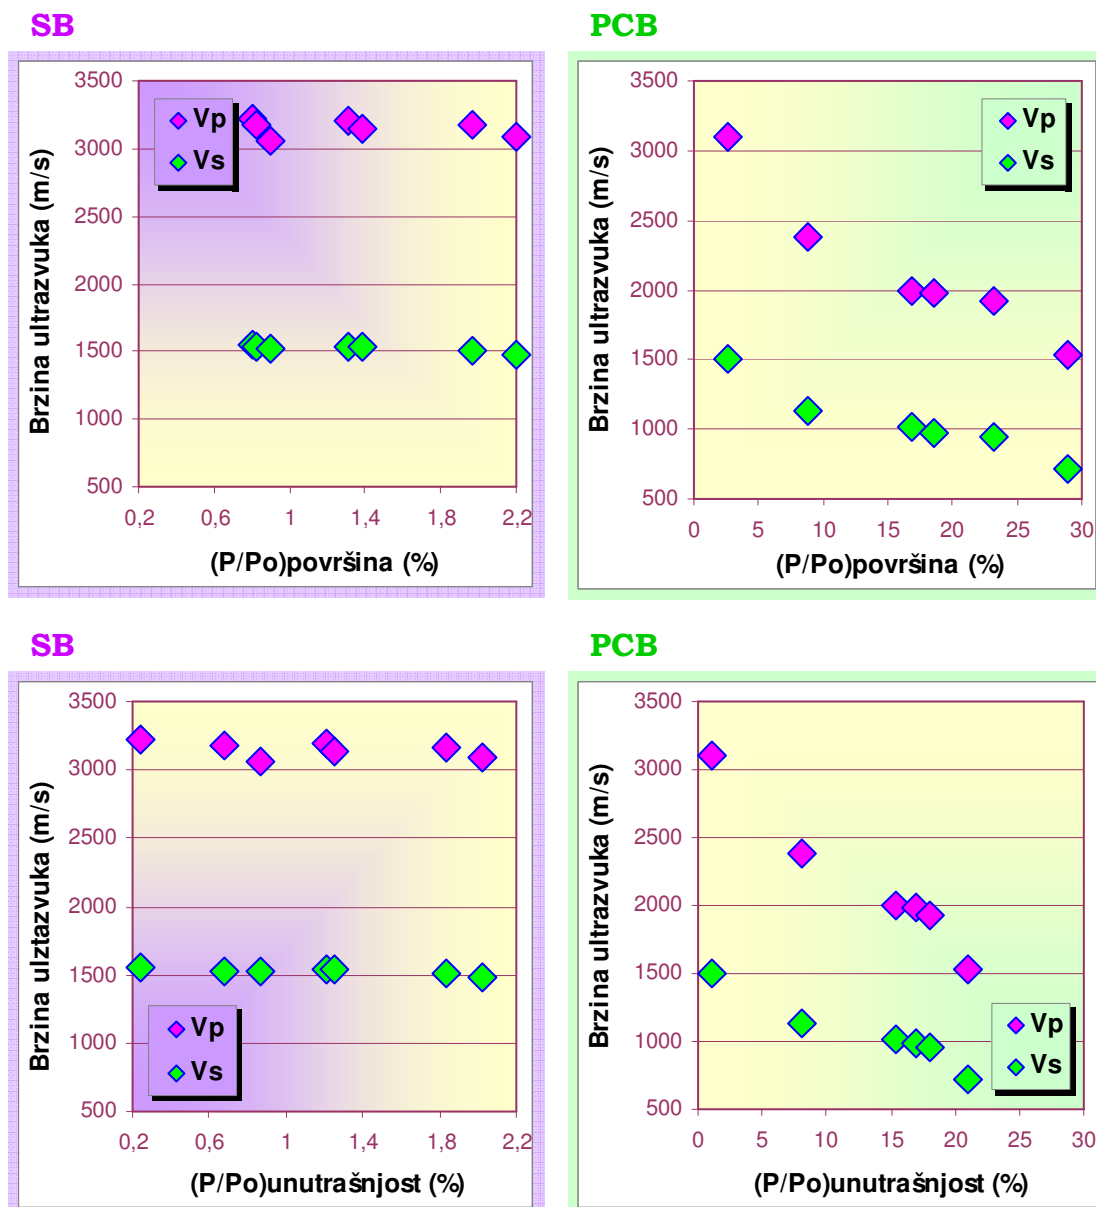 SB
Brzina ultrazvuka (m/s)
3500
3000
2500
2000
1500
1000
500
Vp
Vs
0,2 0,6 1 1,4 1,8 2,2
(P/Po)površina (%)
PCB
Brzina ultrazvuka (m/s)
3500
3000
2500
2000
1500
1000
500
Vp
Vs
0 5 10 15 20 25 30
(P/Po)površina (%)
SB
Brzina ulztazvuka (m/s)
3500
3000
2500
2000
1500
1000
500
Vp
Vs
0,2 0,6 1 1,4 1,8 2,2
(P/Po)unutrašnjost (%)
PCB
Brzina ultrazvuka (m/s)
3500
3000
2500
2000
1500
1000
500
Vp
Vs
0 5 10 15 20 25 30
(P/Po)unutrašnjost (%)